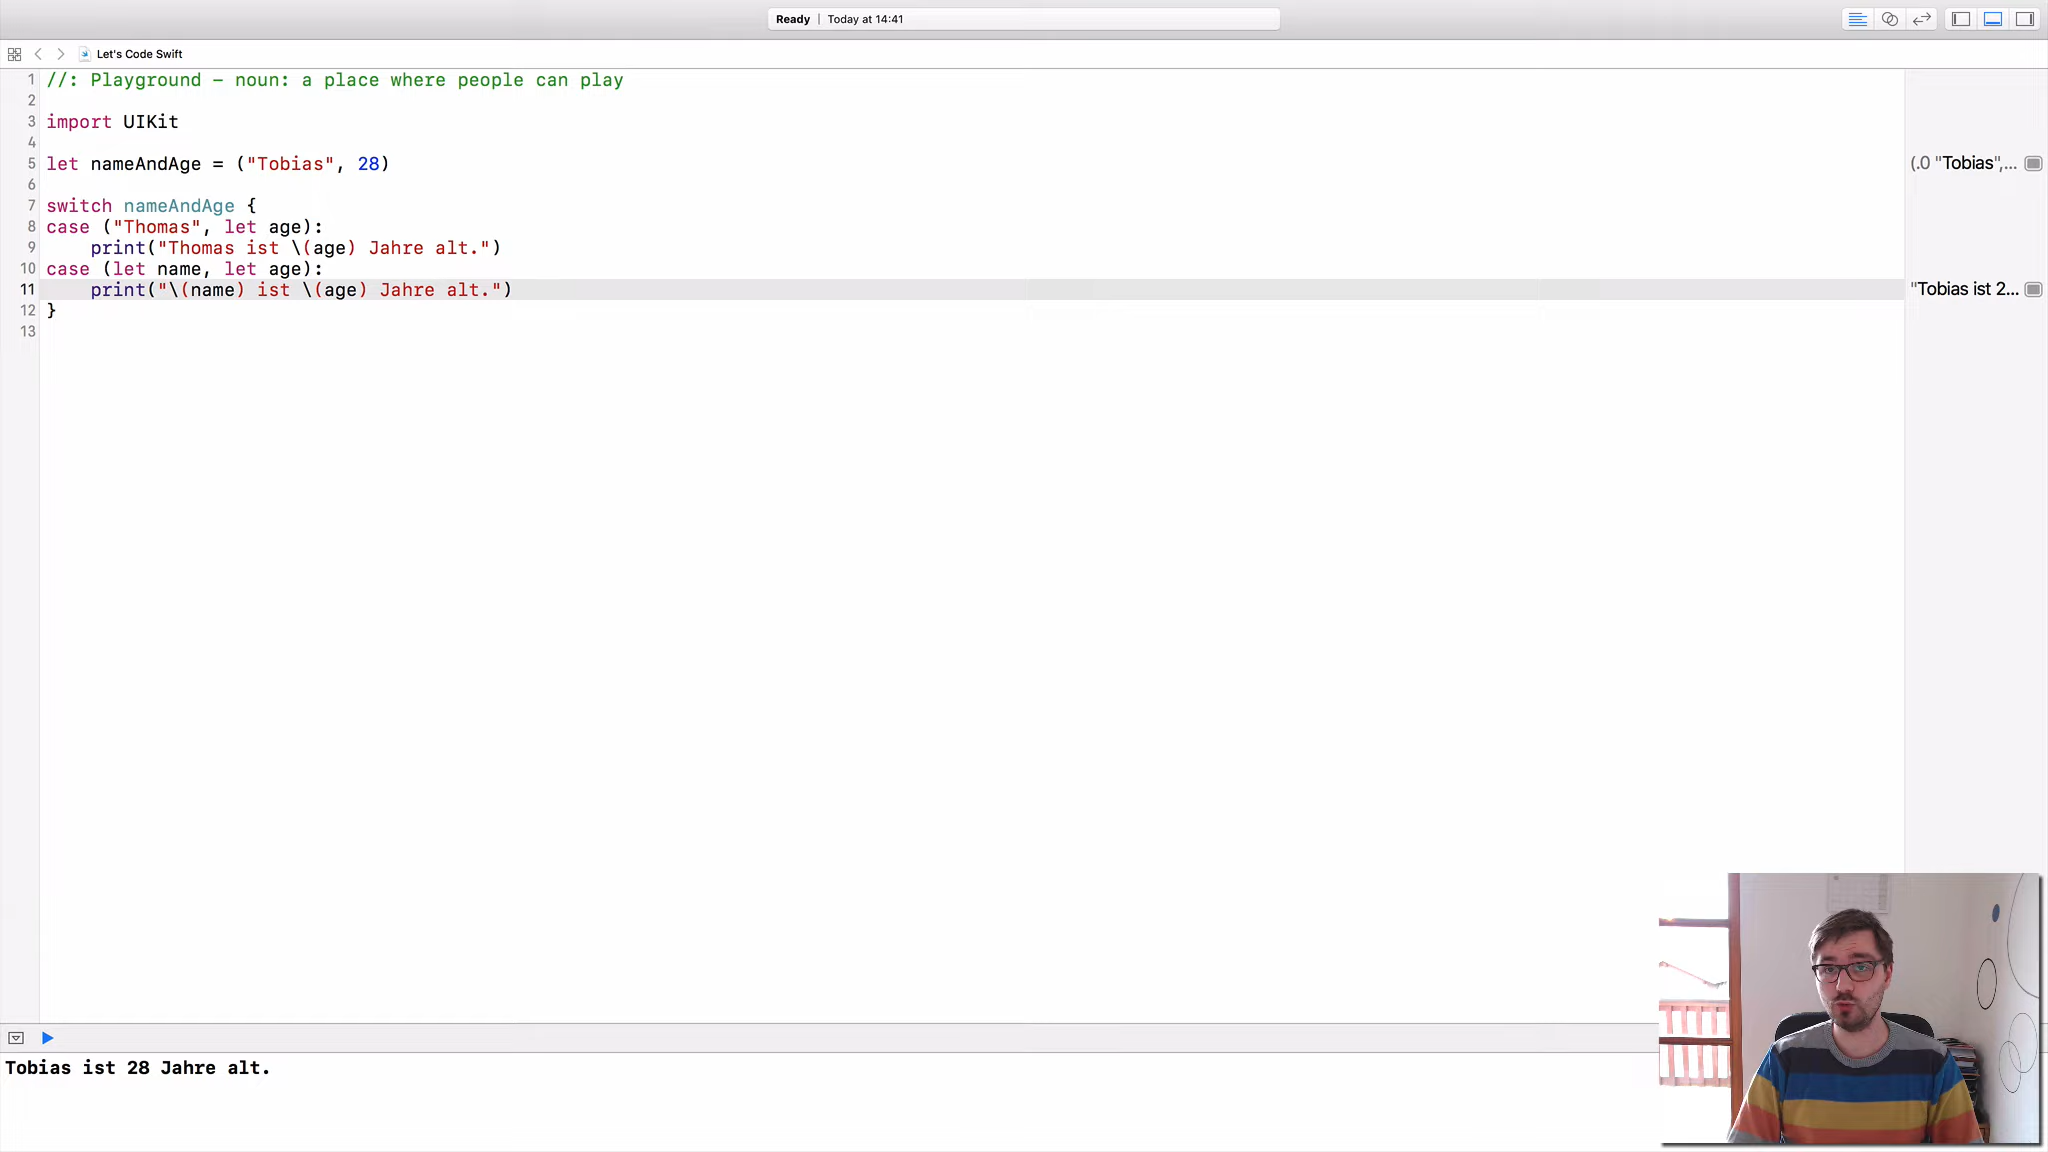 Ready | Today at 14:41
Let's Code Swift
1 //: Playground – noun: a place where people can play
2
3 import UIKit
4
5 let nameAndAge = ("Tobias", 28)
(.0 "Tobias",...
6
7 switch nameAndAge {
8 case ("Thomas", let age):
9 print("Thomas ist \(age) Jahre alt.")
10 case (let name, let age):
11 print("\(name) ist \(age) Jahre alt.")
"Tobias ist 2...
12 }
13
Tobias ist 28 Jahre alt.